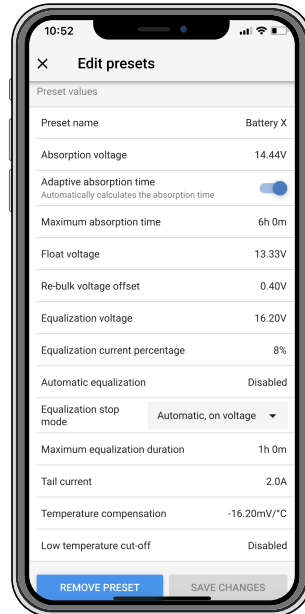 10:52
Edit presets
Preset values
Preset name Battery X
Absorption voltage 14.44V
Adaptive absorption time
Automatically calculates the absorption time
Maximum absorption time 6h 0m
Float voltage 13.33V
Re-bulk voltage offset 0.40V
Equalization voltage 16.20V
Equalization current percentage 8%
Automatic equalization Disabled
Equalization stop
mode Automatic, on voltage
Maximum equalization duration 1h 0m
Tail current 2.0A
Temperature compensation -16.20mV/°C
Low temperature cut-off Disabled
REMOVE PRESET SAVE CHANGES